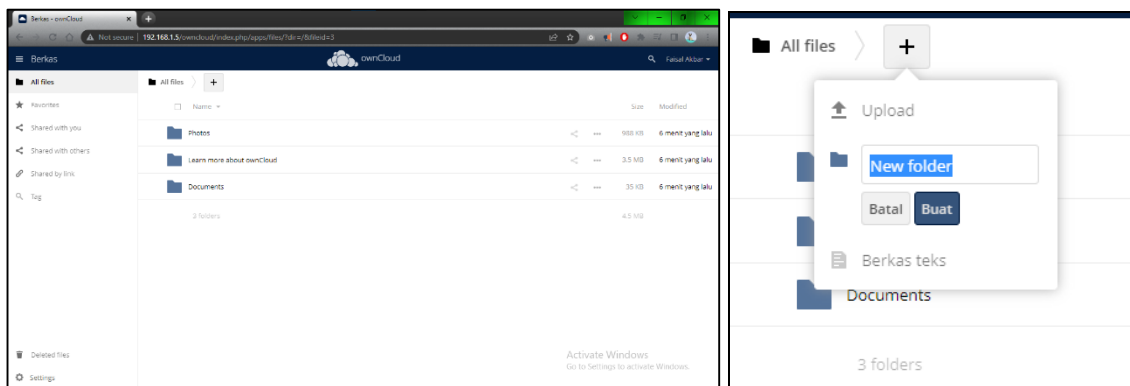 Berkas - ownCloud
Not secure | 192.168.1.5/owncloud/index.php/apps/files/?dir=/&fileid=3
Berkas
ownCloud
Faisal Akbar
All files
Favorites
Shared with you
Shared with others
Shared by link
Tag
Deleted files
Settings
All files +
Name Size Modified
Photos 988 KB 6 menit yang lalu
Learn more about ownCloud 3.5 MB 6 menit yang lalu
Documents 35 KB 6 menit yang lalu
3 folders 4.5 MB
Activate Windows
Go to Settings to activate Windows.
All files +
Upload
New folder
Batal Buat
Berkas teks
Documents
3 folders